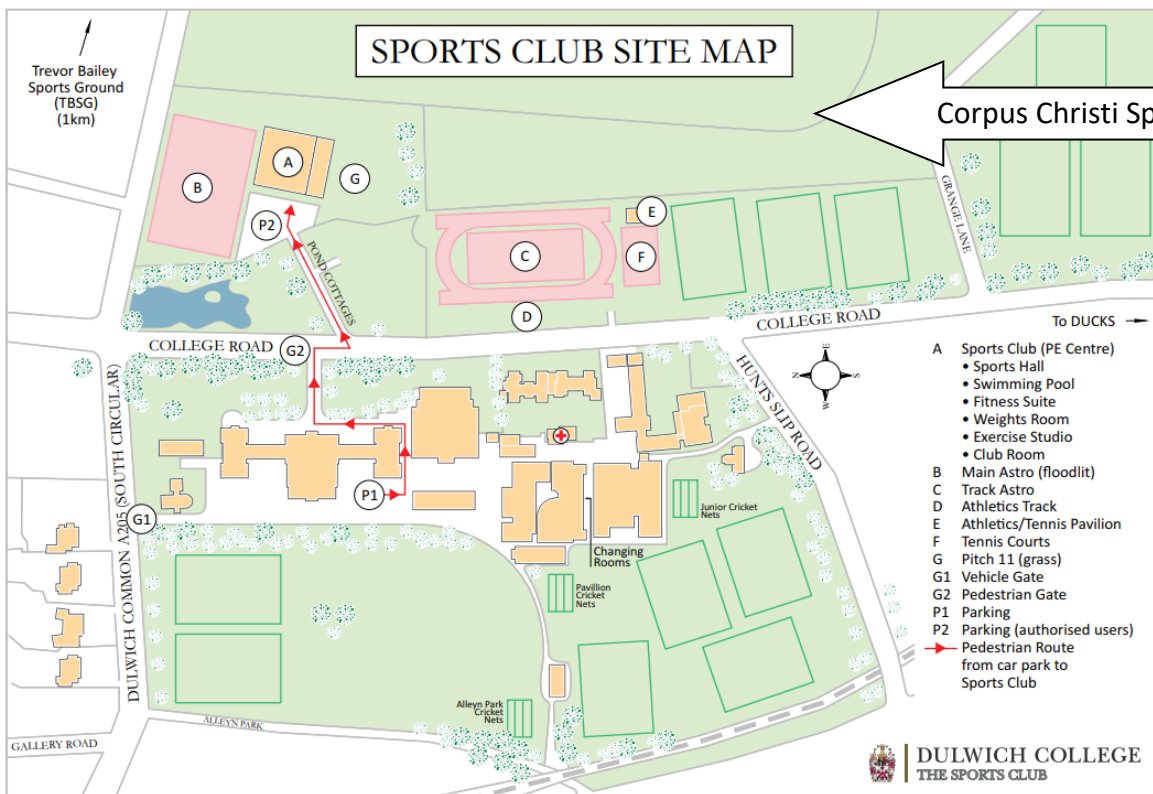 SPORTS CLUB SITE MAP
Trevor Bailey
Sports Ground
(TBSG)
(1km)
Corpus Christi Sp
A
B
G
P2
E
C
F
D
GRANGE LANE
POND COTTAGES
COLLEGE ROAD
G2
COLLEGE ROAD
To DUCKS
HUNTS SLIP ROAD
E
N
S
W
DULWICH COMMON A205 (SOUTH CIRCULAR)
P1
G1
Junior Cricket
Nets
Changing
Rooms
Pavillion
Cricket
Nets
Alleyn Park
Cricket
Nets
ALLEYN PARK
GALLERY ROAD
A Sports Club (PE Centre)
• Sports Hall
• Swimming Pool
• Fitness Suite
• Weights Room
• Exercise Studio
• Club Room
B Main Astro (floodlit)
C Track Astro
D Athletics Track
E Athletics/Tennis Pavilion
F Tennis Courts
G Pitch 11 (grass)
G1 Vehicle Gate
G2 Pedestrian Gate
P1 Parking
P2 Parking (authorised users)
Pedestrian Route
from car park to
Sports Club
DULWICH COLLEGE
THE SPORTS CLUB